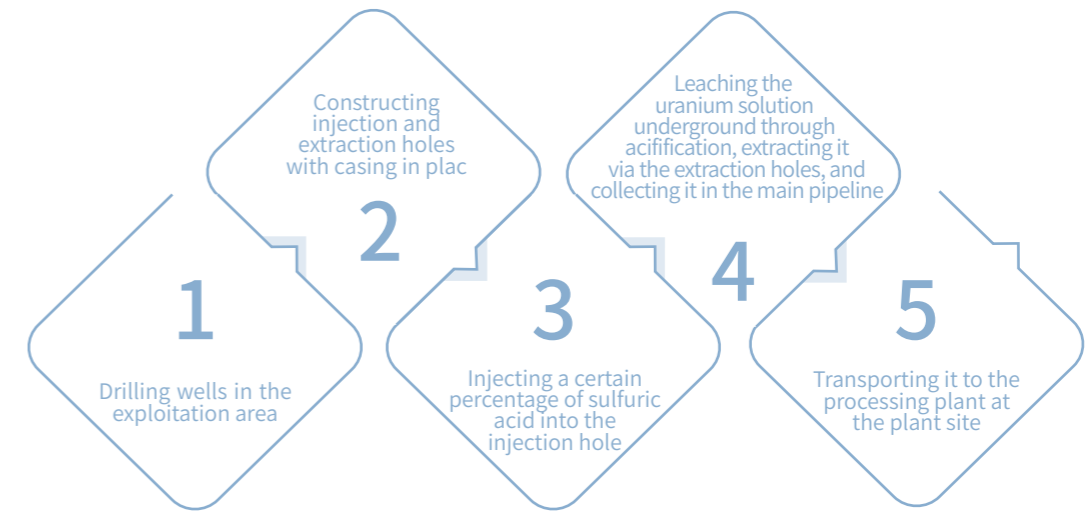 1
Drilling wells in the
exploitation area
Constructing
injection and
extraction holes
with casing in plac
2
3
Injecting a certain
percentage of sulfuric
acid into the
injection hole
Leaching the
uranium solution
underground through
acifification, extracting it
via the extraction holes, and
collecting it in the main pipeline
4
5
Transporting it to the
processing plant at
the plant site